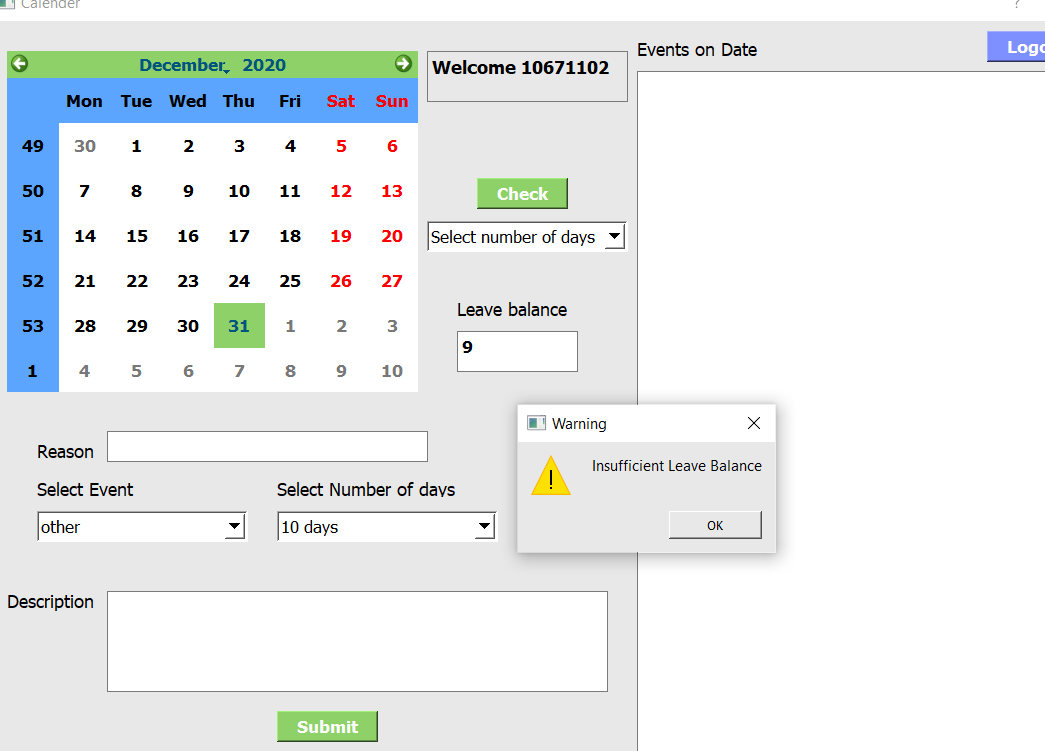 Calender ?
December, 2020
Mon Tue Wed Thu Fri Sat Sun
49 30 1 2 3 4 5 6
50 7 8 9 10 11 12 13
51 14 15 16 17 18 19 20
52 21 22 23 24 25 26 27
53 28 29 30 31 1 2 3
1 4 5 6 7 8 9 10
Welcome 10671102
Check
Select number of days
Leave balance
9
Events on Date
Logo
Warning
Insufficient Leave Balance
OK
Reason
Select Event Select Number of days
other 10 days
Description
Submit